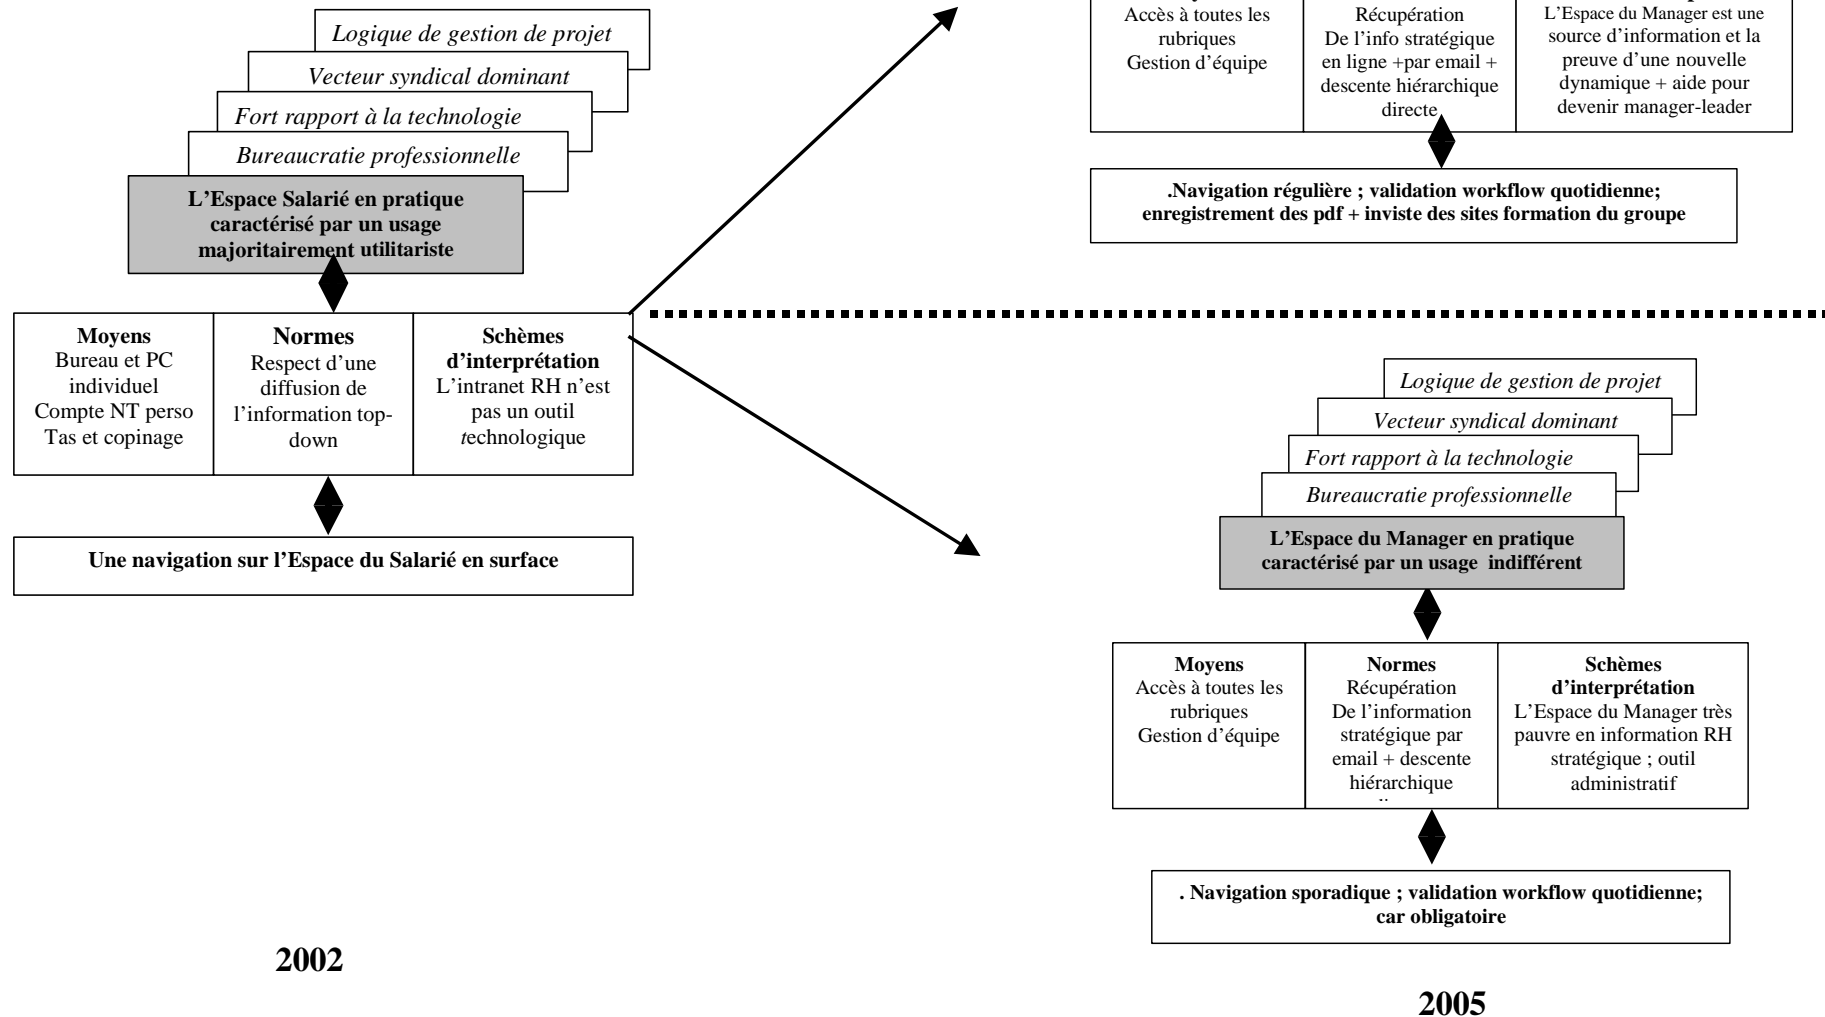 Logique de gestion de projet
Vecteur syndical dominant
Fort rapport à la technologie
Bureaucratie professionnelle
L’Espace Salarié en pratique
caractérisé par un usage
majoritairement utilitariste
Moyens
Bureau et PC
individuel
Compte NT perso
Tas et copinage
Normes
Respect d’une
diffusion de
l’information top-
down
Schèmes
d’interprétation
L’intranet RH n’est
pas un outil
technologique
Une navigation sur l’Espace du Salarié en surface
2002
Accès à toutes les
rubriques
Gestion d’équipe
Récupération
De l’info stratégique
en ligne +par email +
descente hiérarchique
directe
L’Espace du Manager est une
source d’information et la
preuve d’une nouvelle
dynamique + aide pour
devenir manager-leader
.Navigation régulière ; validation workflow quotidienne;
enregistrement des pdf + inviste des sites formation du groupe
Logique de gestion de projet
Vecteur syndical dominant
Fort rapport à la technologie
Bureaucratie professionnelle
L’Espace du Manager en pratique
caractérisé par un usage indifférent
Moyens
Accès à toutes les
rubriques
Gestion d’équipe
Normes
Récupération
De l’information
stratégique par
email + descente
hiérarchique
Schèmes
d’interprétation
L’Espace du Manager très
pauvre en information RH
stratégique ; outil
administratif
. Navigation sporadique ; validation workflow quotidienne;
car obligatoire
2005